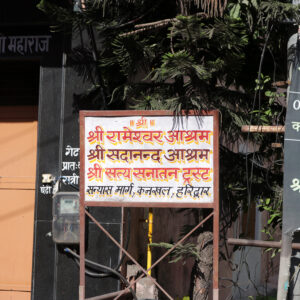 ॥ श्री ॥
श्री रामेश्वर आश्रम
श्री सदानन्द आश्रम
श्री सत्य सनातन ट्रस्ट
सन्यास मार्ग, कनखल, हरिद्वार
महाराज
गेट
प्रातः
रात्री
घंटी